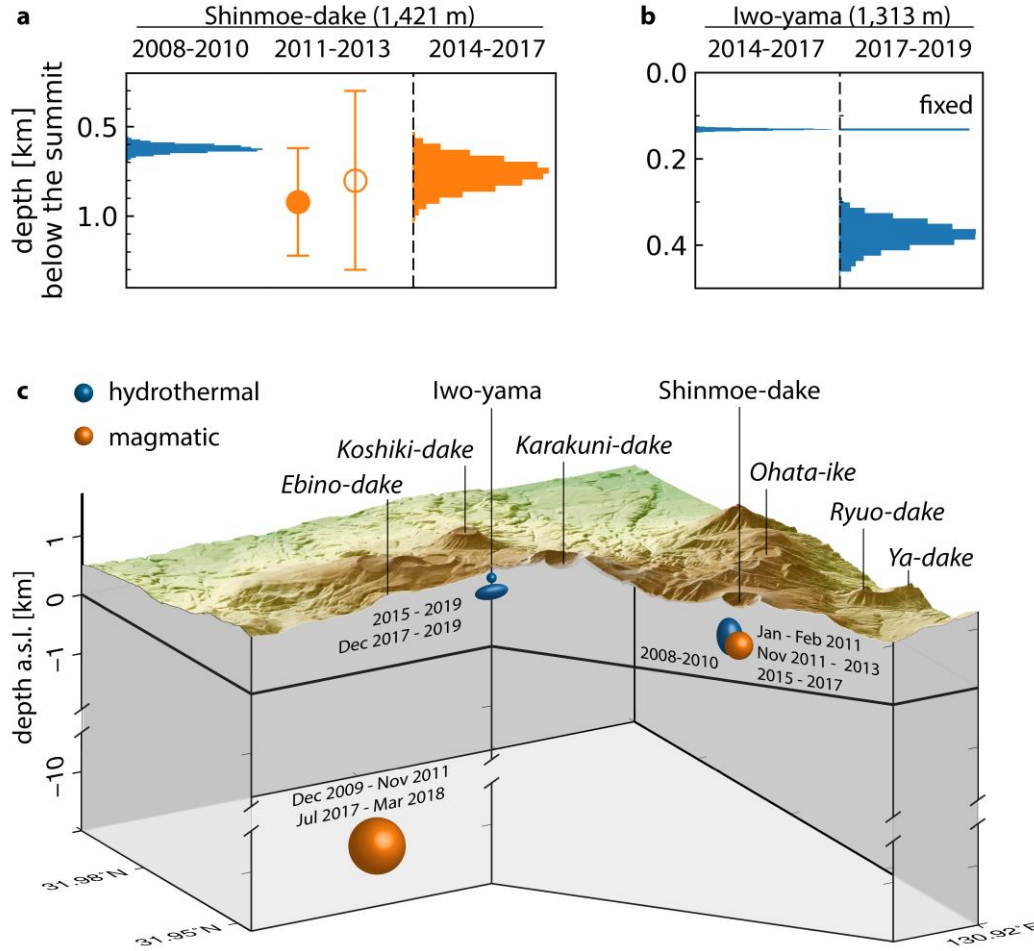 a
Shinmoe-dake (1,421 m)
2008-2010 2011-2013 2014-2017
depth [km]
below the summit
0.5
1.0
b
Iwo-yama (1,313 m)
2014-2017 2017-2019
0.0
0.2
0.4
fixed
c
hydrothermal
magmatic
Iwo-yama
Shinmoe-dake
Koshiki-dake
Karakuni-dake
Ebino-dake
Ohata-ike
Ryuo-dake
Ya-dake
depth a.s.l. [km]
1
0
−1
−10
2015 - 2019
Dec 2017 - 2019
2008-2010
Jan - Feb 2011
Nov 2011 - 2013
2015 - 2017
Dec 2009 - Nov 2011
Jul 2017 - Mar 2018
31.98°N
31.95°N
130.92°E